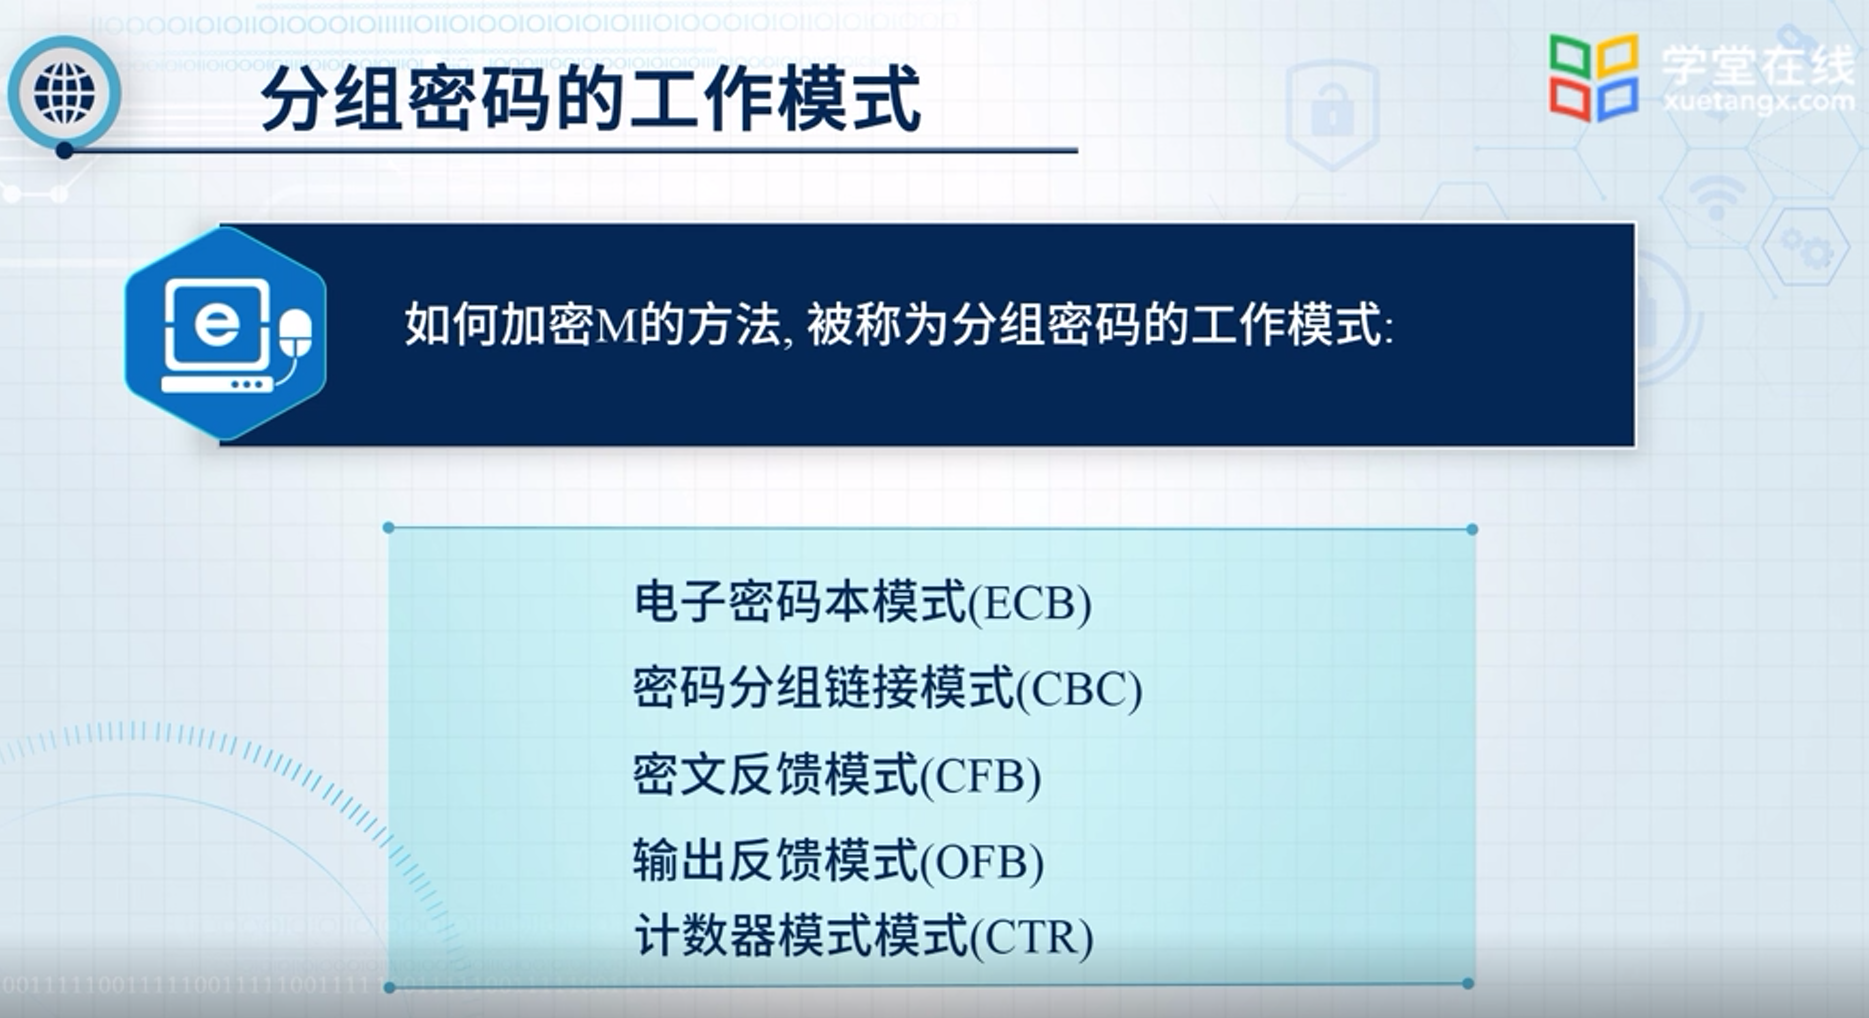 分组密码的工作模式
学堂在线
xuetangx.com
如何加密M的方法, 被称为分组密码的工作模式:
电子密码本模式(ECB)
密码分组链接模式(CBC)
密文反馈模式(CFB)
输出反馈模式(OFB)
计数器模式模式(CTR)